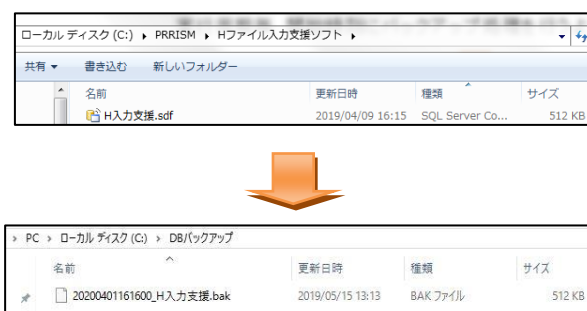 ローカル ディスク (C:) ▸ PRRISM ▸ Hファイル入力支援ソフト ▸
共有 ▼ 書き込む 新しいフォルダー
名前 更新日時 種類 サイズ
H入力支援.sdf 2019/04/09 16:15 SQL Server Co... 512 KB
> PC > ローカル ディスク (C:) > DBバックアップ
名前 更新日時 種類 サイズ
20200401161600_H入力支援.bak 2019/05/15 13:13 BAK ファイル 512 KB